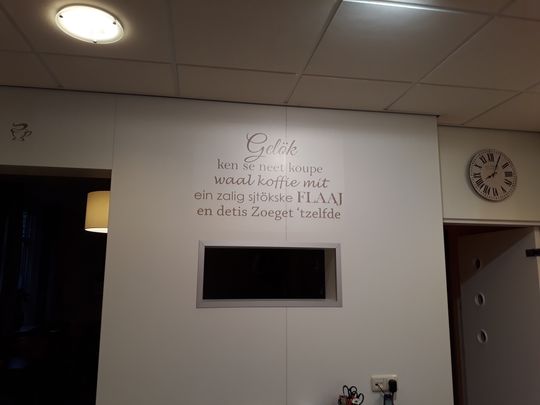 Gelök
ken se neet koupe
waal koffie mit
ein zalig sjtökske FLAAJ
en detis Zoeget 'tzelfde